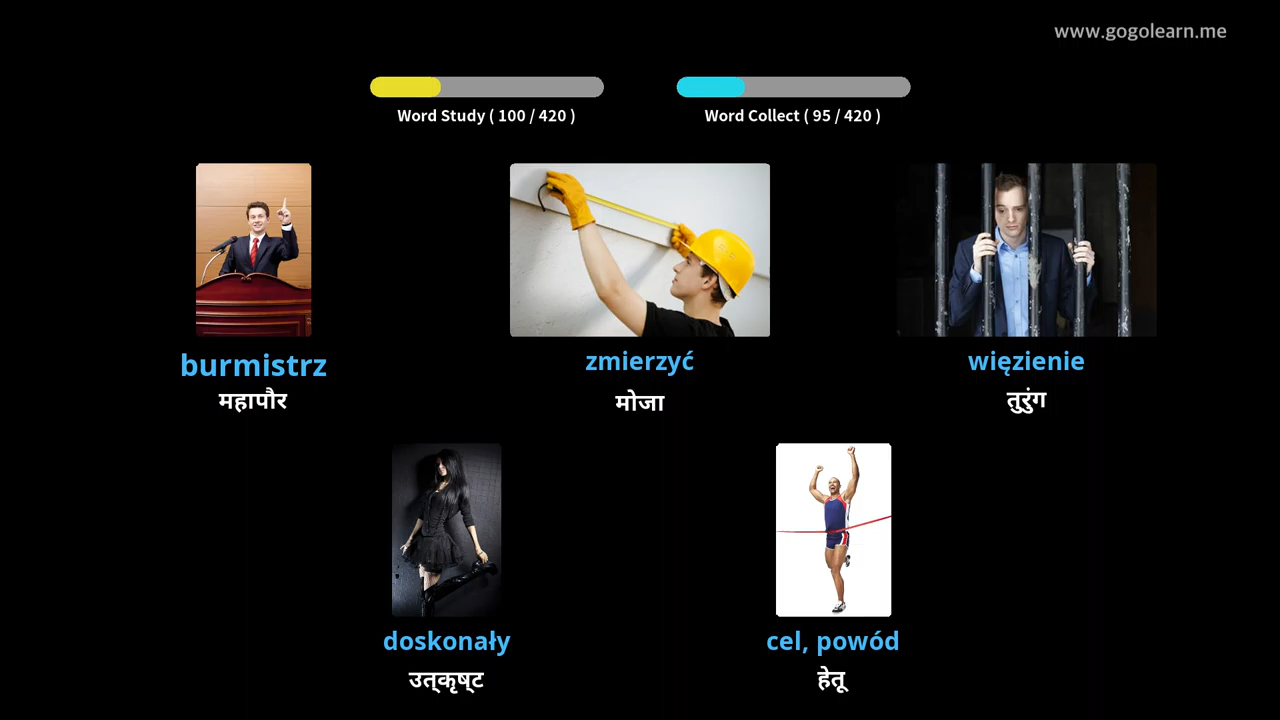 www.gogolearn.me
Word Study ( 100 / 420 )
Word Collect ( 95 / 420 )
burmistrz
महापौर
zmierzyć
मोजा
więzienie
तुरुंग
doskonały
उत्कृष्ट
cel, powód
हेतू